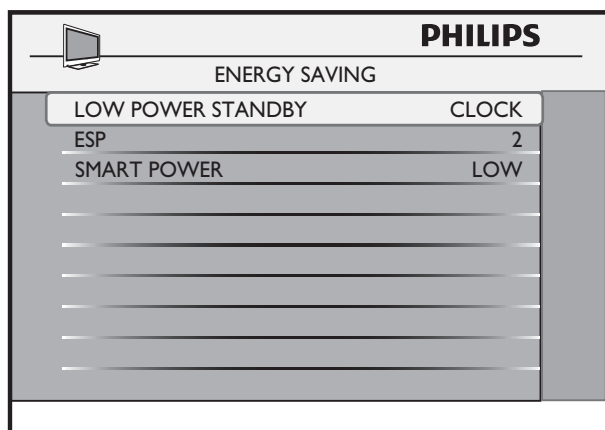 PHILIPS
ENERGY SAVING
LOW POWER STANDBY CLOCK
ESP 2
SMART POWER LOW